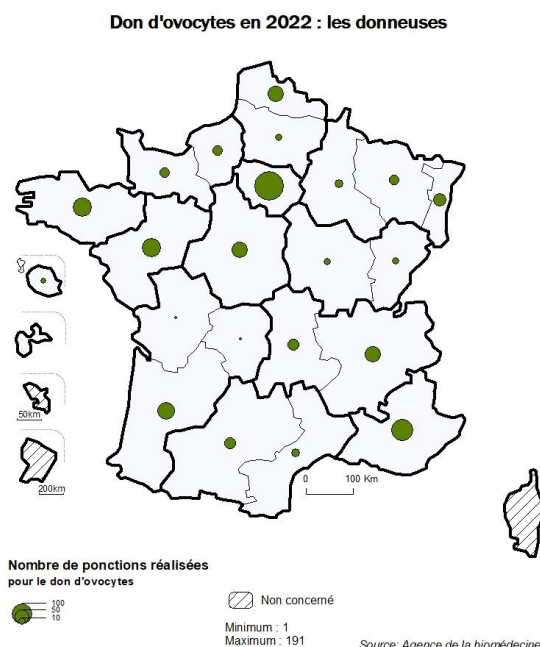 Don d'ovocytes en 2022 : les donneuses
50km
200km
0 100 Km
Nombre de ponctions réalisées
pour le don d'ovocytes
100
50
10
Non concerné
Minimum : 1
Maximum : 191
Source: Agence de la biomédecine